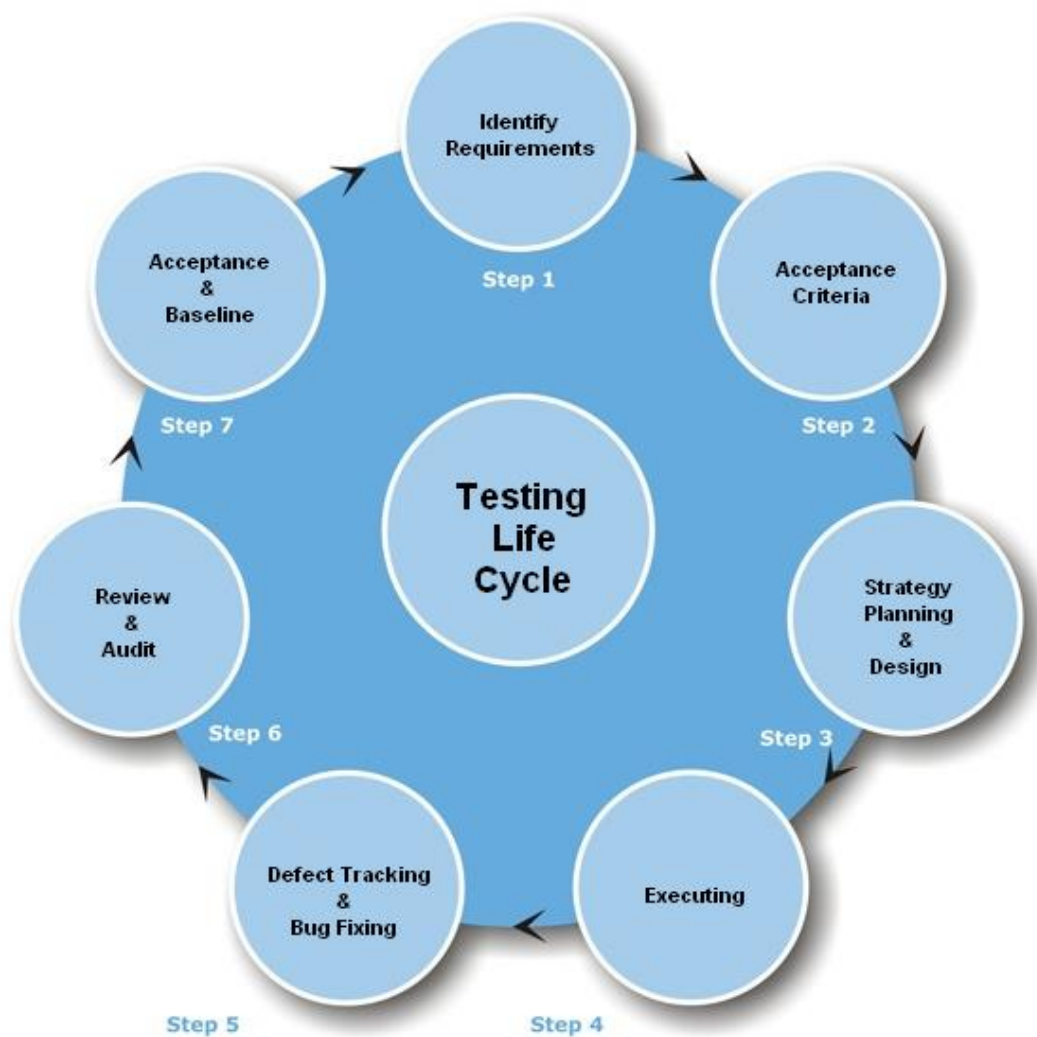 Identify
Requirements
Step 1
Acceptance
Criteria
Step 2
Strategy
Planning
&
Design
Step 3
Executing
Step 4
Defect Tracking
&
Bug Fixing
Step 5
Review
&
Audit
Step 6
Acceptance
&
Baseline
Step 7
Testing
Life
Cycle